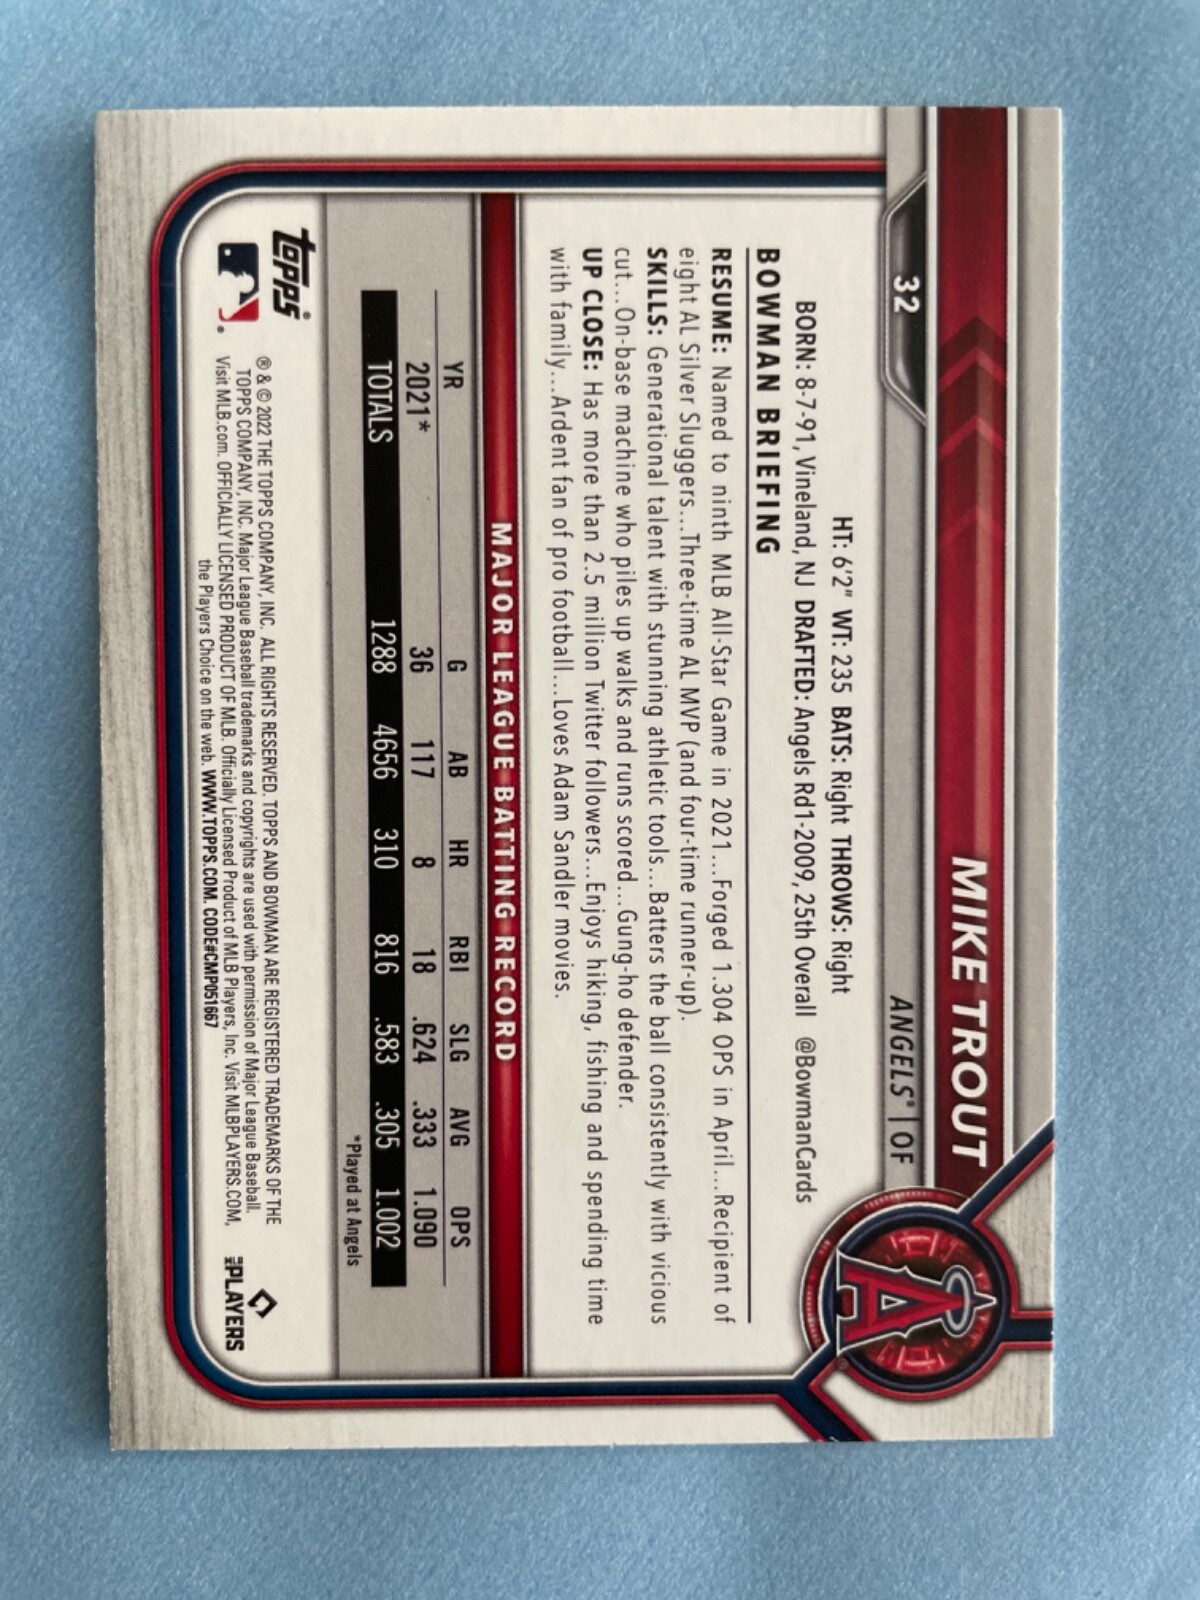 32
MIKE TROUT
ANGELS® | OF
A
HT: 6'2" WT: 235 BATS: Right THROWS: Right
BORN: 8-7-91, Vineland, NJ DRAFTED: Angels Rd1-2009, 25th Overall @BowmanCards
BOWMAN BRIEFING
RESUME: Named to ninth MLB All-Star Game in 2021...Forged 1.304 OPS in April...Recipient of
eight AL Silver Sluggers...Three-time AL MVP (and four-time runner-up).
SKILLS: Generational talent with stunning athletic tools...Batters the ball consistently with vicious
cut...On-base machine who piles up walks and runs scored...Gung-ho defender.
UP CLOSE: Has more than 2.5 million Twitter followers...Enjoys hiking, fishing and spending time
with family...Ardent fan of pro football...Loves Adam Sandler movies.
MAJOR LEAGUE BATTING RECORD
YR G AB HR RBI SLG AVG OPS
2021* 36 117 8 18 .624 .333 1.090
TOTALS 1288 4656 310 816 .583 .305 1.002
*Played at Angels
topps®
® & © 2022 THE TOPPS COMPANY, INC. ALL RIGHTS RESERVED. TOPPS AND BOWMAN ARE REGISTERED TRADEMARKS OF THE
TOPPS COMPANY, INC. Major League Baseball trademarks and copyrights are used with permission of Major League Baseball.
Visit MLB.com. OFFICIALLY LICENSED PRODUCT OF MLB. Officially Licensed Product of MLB Players, Inc. Visit MLBPLAYERS.COM,
the Players Choice on the web. WWW.TOPPS.COM. CODE#CMP051667
MLB PLAYERS